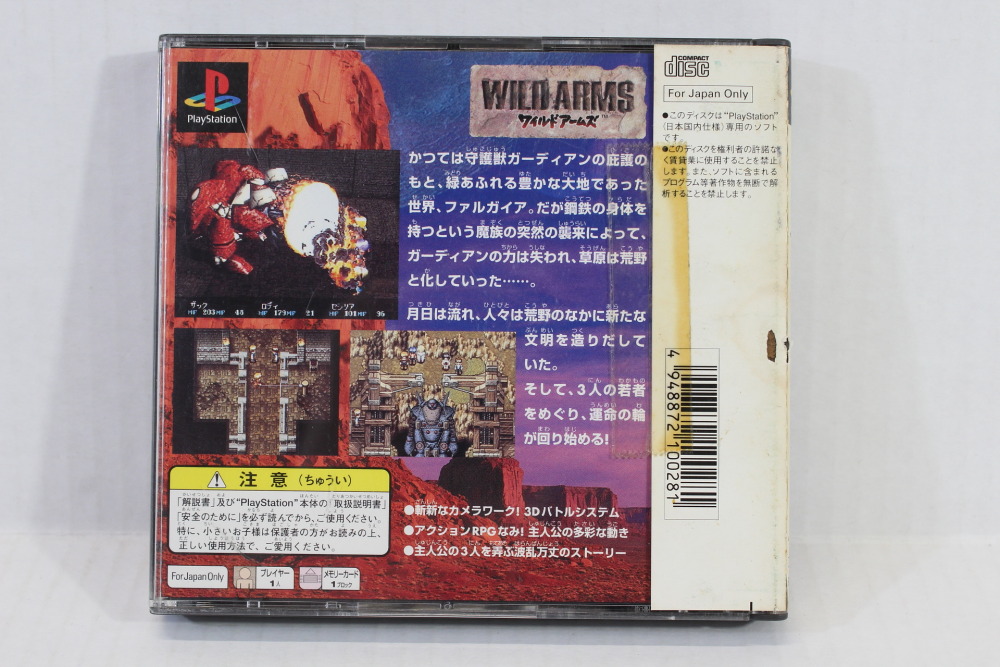 PlayStation
WILD ARMS™
ワイルドアームズ
かつては守護獣ガーディアンの庇護の
もと、緑あふれる豊かな大地であった
世界、ファルガイア。だが鋼鉄の身体を
持つという魔族の突然の襲来によって、
ガーディアンの力は失われ、草原は荒野
と化していった……。
月日は流れ、人々は荒野のなかに新たな
文明を造りだして
いた。
そして、3人の若者
をめぐり、運命の輪
が回り始める!
ザック ロディ セシリア
HP 203 MP 48 HP 179 MP 21 HP 101 MP 96
●斬新なカメラワーク! 3Dバトルシステム
●アクションRPGなみ! 主人公の多彩な動き
●主人公の3人を弄ぶ波乱万丈のストーリー
注意(ちゅうい)
「解説書」及び"PlayStation"本体の「取扱説明書」
「安全のために」を必ず読んでから、ご使用ください。
特に、小さいお子様は保護者の方がお読みの上、
正しい使用方法で、ご愛用ください。
For Japan Only
プレイヤー
1人
メモリーカード
1ブロック
COMPACT
disc
For Japan Only
●このディスクは"PlayStation"
(日本国内仕様)専用のソフト
です。
●このディスクを権利者の許諾な
く賃貸業に使用することを禁止
します。また、ソフトに含まれる
プログラム等著作物を無断で解
析することを禁止します。
4948872100281